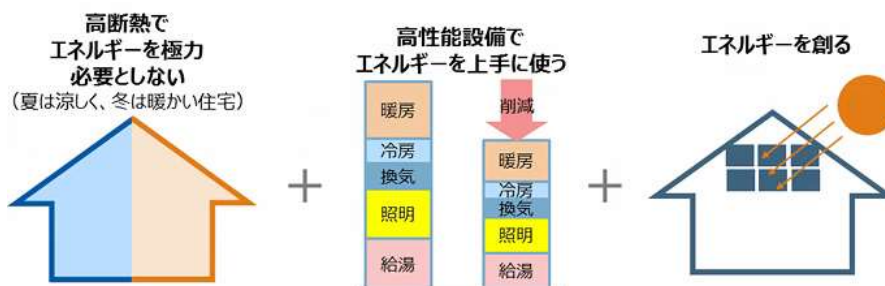 高断熱で
エネルギーを極力
必要としない
（夏は涼しく、冬は暖かい住宅）
高性能設備で
エネルギーを上手に使う
暖房
冷房
換気
照明
給湯
削減
暖房
冷房
換気
照明
給湯
エネルギーを創る